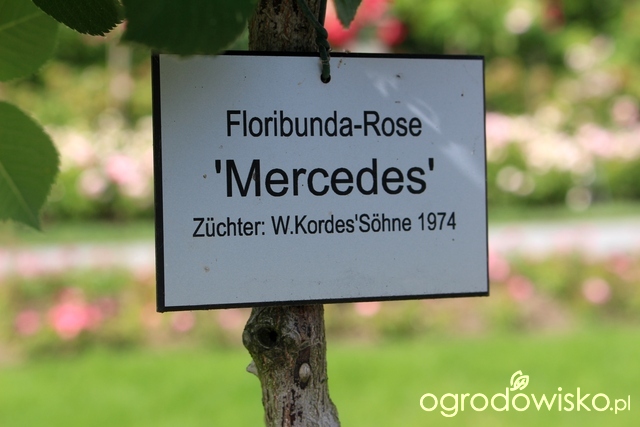 Floribunda-Rose
'Mercedes'
Züchter: W.Kordes'Söhne 1974
ogrodowisko.pl